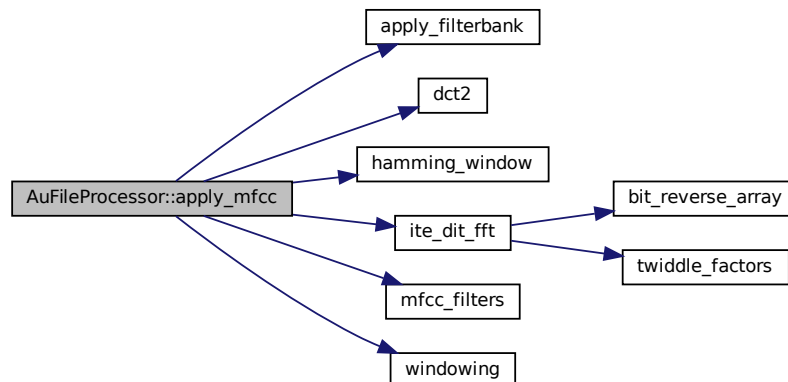 apply_filterbank
dct2
hamming_window
AuFileProcessor::apply_mfcc
bit_reverse_array
ite_dit_fft
twiddle_factors
mfcc_filters
windowing